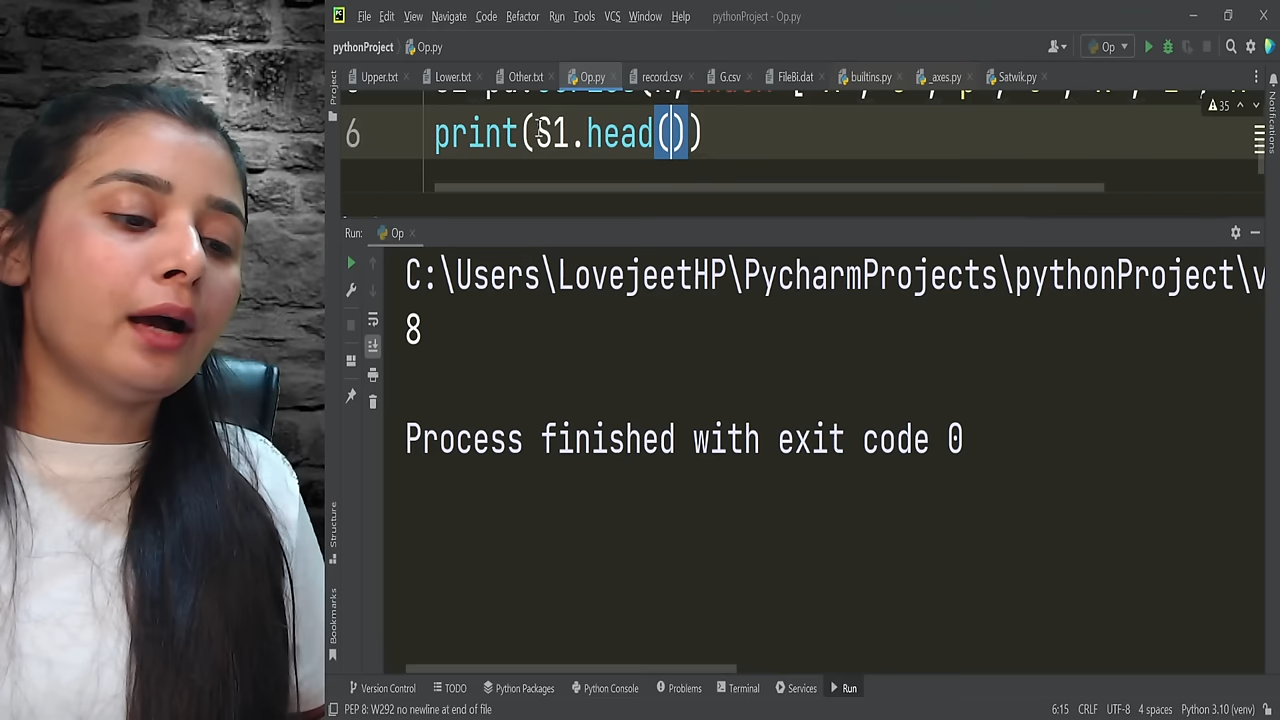 File Edit View Navigate Code Refactor Run Tools VCS Window Help pythonProject - Op.py
pythonProject Op.py Op
Upper.txt Lower.txt Other.txt Op.py record.csv G.csv FileBi.dat builtins.py _axes.py Satwik.py
Project
Notifications
35
6 print(S1.head())
Run: Op
C:\Users\LovejeetHP\PycharmProjects\pythonProject\v
8
Process finished with exit code 0
Structure
Bookmarks
Version Control TODO Python Packages Python Console Problems Terminal Services Run
PEP 8: W292 no newline at end of file 6:15 CRLF UTF-8 4 spaces Python 3.10 (venv)